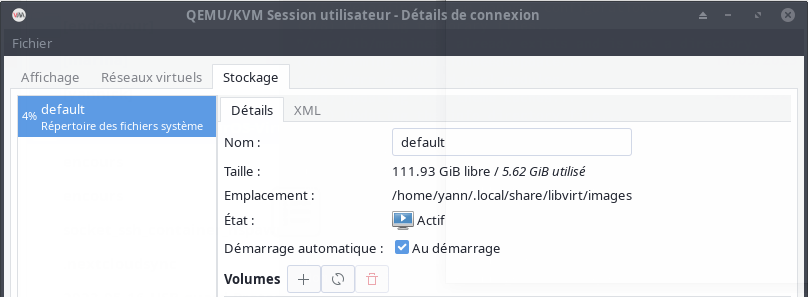 QEMU/KVM Session utilisateur - Détails de connexion
Fichier
Affichage Réseaux virtuels Stockage
4% default
Répertoire des fichiers système
Détails XML
Nom : default
Taille : 111.93 GiB libre / 5.62 GiB utilisé
Emplacement : /home/yann/.local/share/libvirt/images
État : Actif
Démarrage automatique : Au démarrage
Volumes